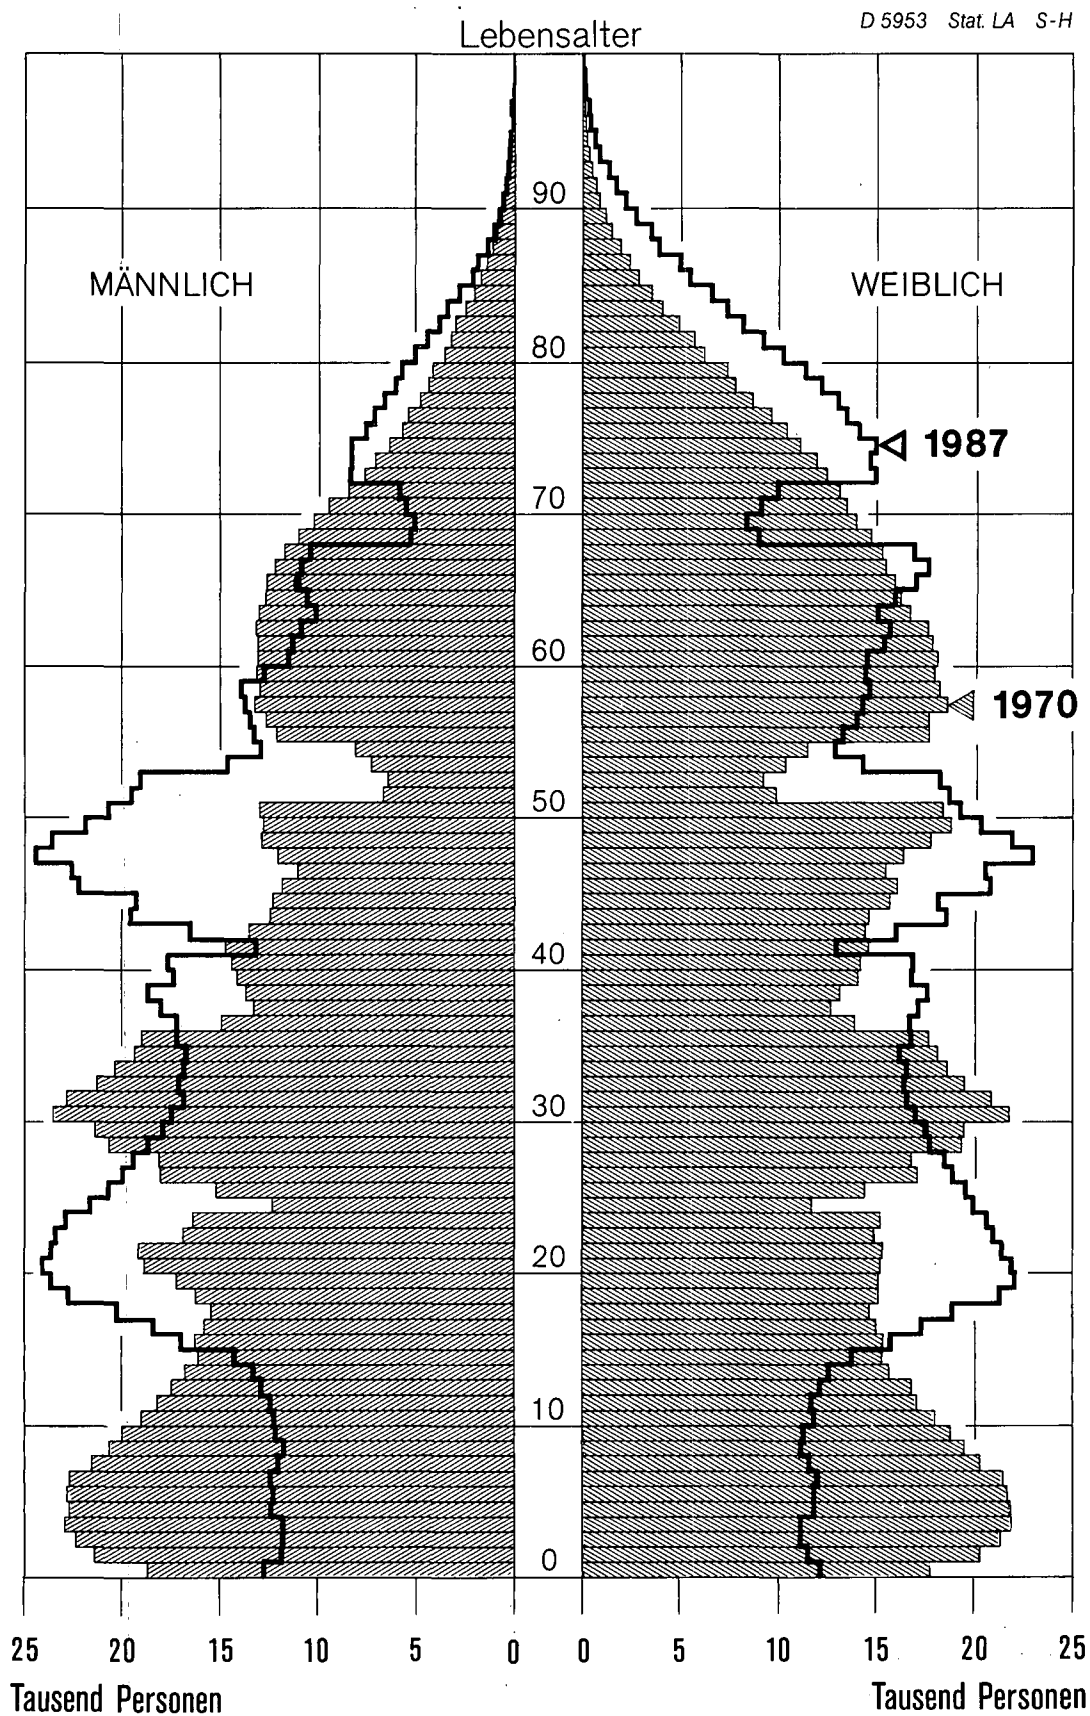 D 5953 Stat. LA S-H
Lebensalter
90
MÄNNLICH
WEIBLICH
80
1987
70
60
1970
50
40
30
20
10
0
25 20 15 10 5 0 0 5 10 15 20 25
Tausend Personen Tausend Personen